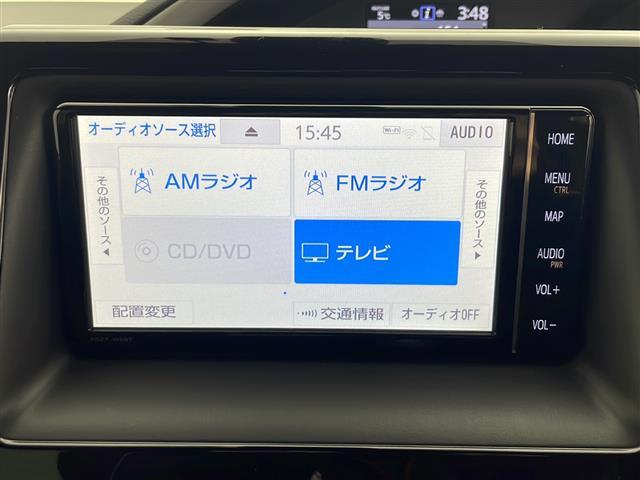 5℃
3:48
オーディオソース選択
15:45
Wi-Fi
AUDIO
HOME
MENU
CTRL
MAP
AUDIO
PWR
VOL+
VOL-
その他のソース
AMラジオ
FMラジオ
その他のソース
CD/DVD
テレビ
配置変更
交通情報
オーディオOFF